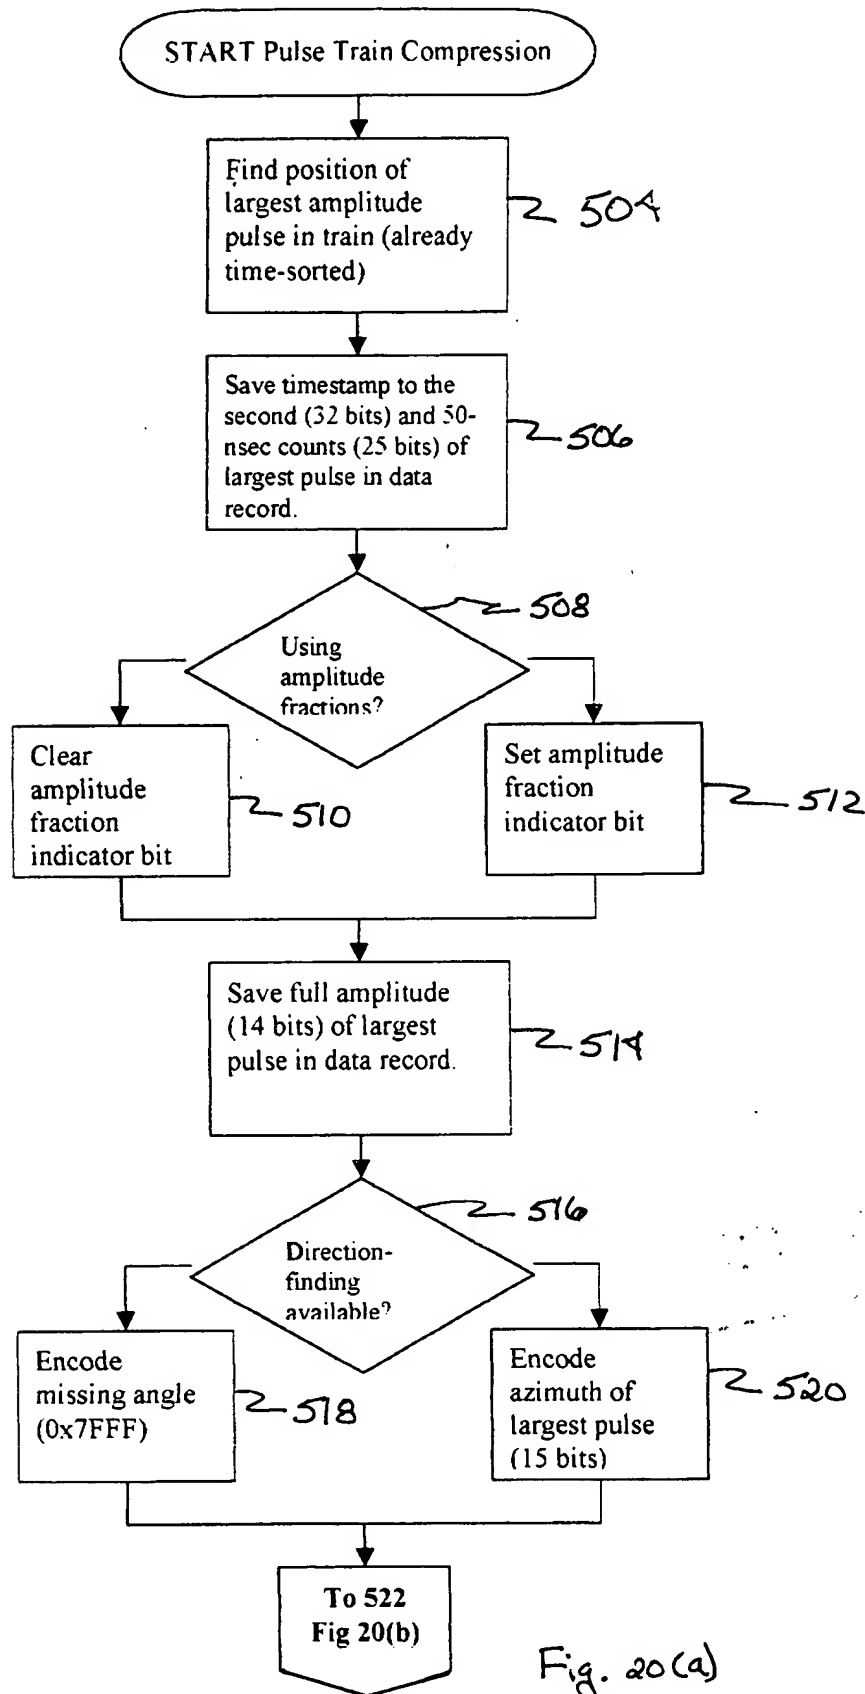 START Pulse Train Compression
Find position of
largest amplitude
pulse in train (already
time-sorted)
504
Save timestamp to the
second (32 bits) and 50-
nsec counts (25 bits) of
largest pulse in data
record.
506
508
Using
amplitude
fractions?
Clear
amplitude
fraction
indicator bit
510
Set amplitude
fraction
indicator bit
512
Save full amplitude
(14 bits) of largest
pulse in data record.
514
516
Direction-
finding
available?
Encode
missing angle
(0x7FFF)
518
Encode
azimuth of
largest pulse
(15 bits)
520
To 522
Fig 20(b)
Fig. 20(a)